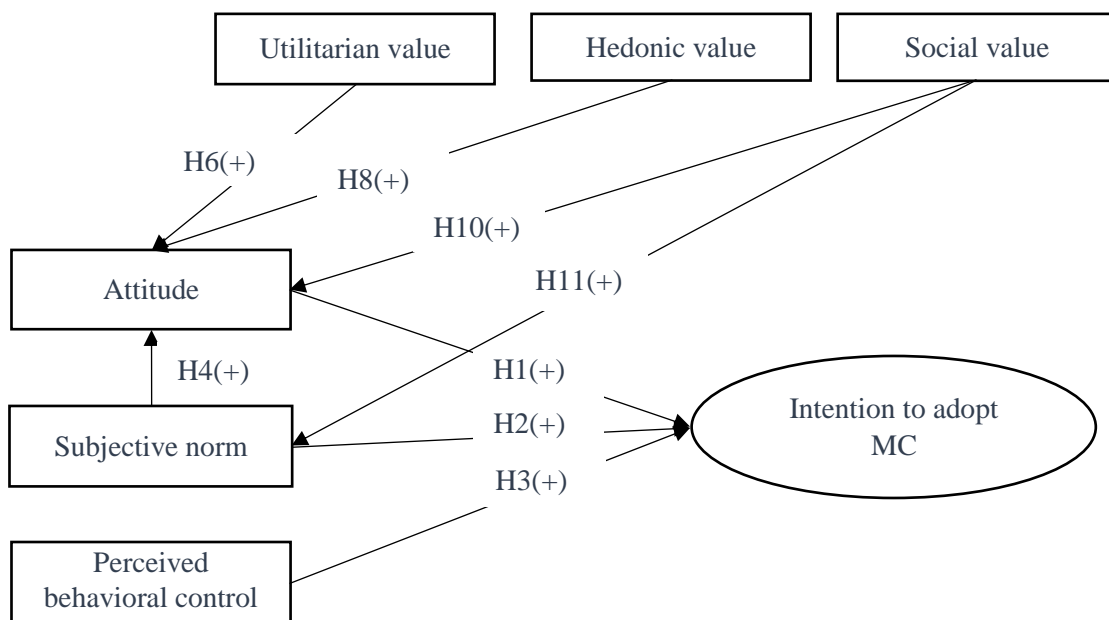 Utilitarian value
Hedonic value
Social value
H6(+)
H8(+)
H10(+)
H11(+)
Attitude
H4(+)
H1(+)
H2(+)
H3(+)
Subjective norm
Intention to adopt
MC
Perceived
behavioral control